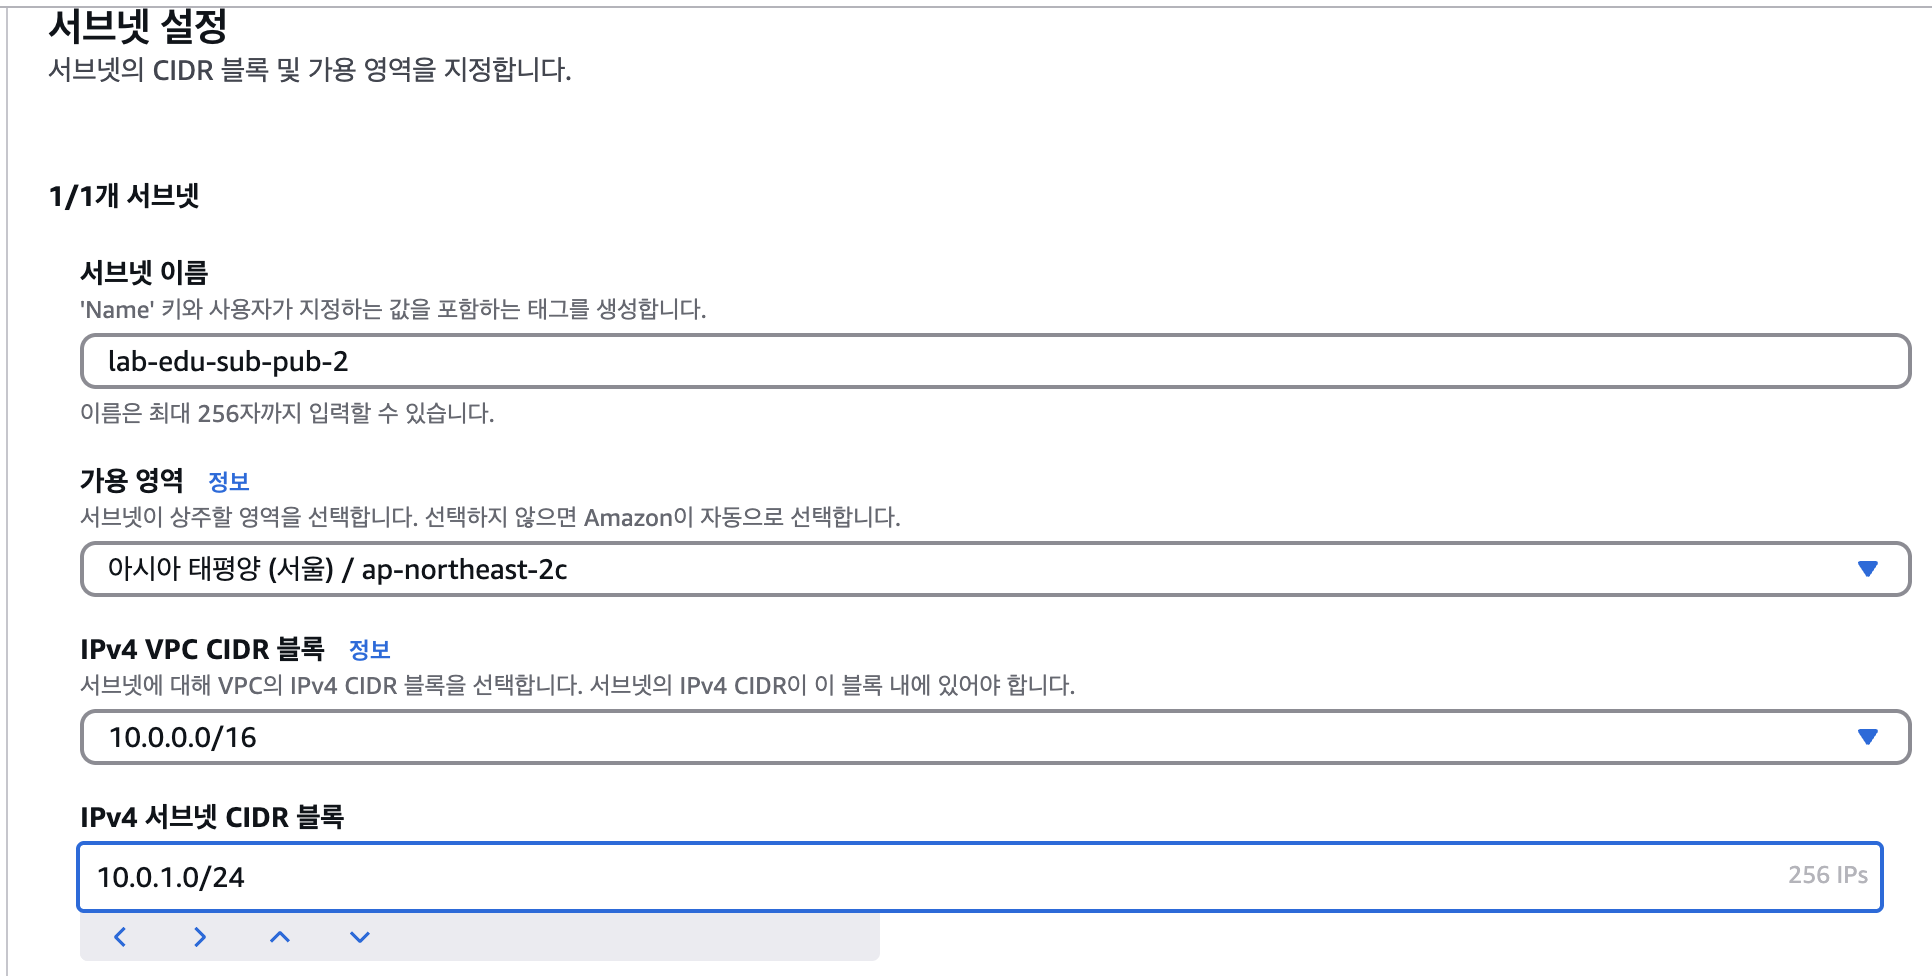 서브넷 설정
서브넷의 CIDR 블록 및 가용 영역을 지정합니다.
1/1개 서브넷
서브넷 이름
'Name' 키와 사용자가 지정하는 값을 포함하는 태그를 생성합니다.
lab-edu-sub-pub-2
이름은 최대 256자까지 입력할 수 있습니다.
가용 영역 정보
서브넷이 상주할 영역을 선택합니다. 선택하지 않으면 Amazon이 자동으로 선택합니다.
아시아 태평양 (서울) / ap-northeast-2c
IPv4 VPC CIDR 블록 정보
서브넷에 대해 VPC의 IPv4 CIDR 블록을 선택합니다. 서브넷의 IPv4 CIDR이 이 블록 내에 있어야 합니다.
10.0.0.0/16
IPv4 서브넷 CIDR 블록
10.0.1.0/24 256 IPs